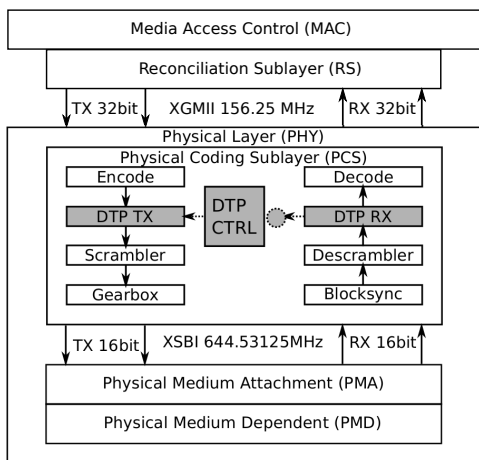 Media Access Control (MAC)
Reconciliation Sublayer (RS)
TX 32bit XGMII 156.25 MHz RX 32bit
Physical Layer (PHY)
Physical Coding Sublayer (PCS)
Encode Decode
DTP TX DTP CTRL DTP RX
Scrambler Descrambler
Gearbox Blocksync
TX 16bit XSBI 644.53125MHz RX 16bit
Physical Medium Attachment (PMA)
Physical Medium Dependent (PMD)